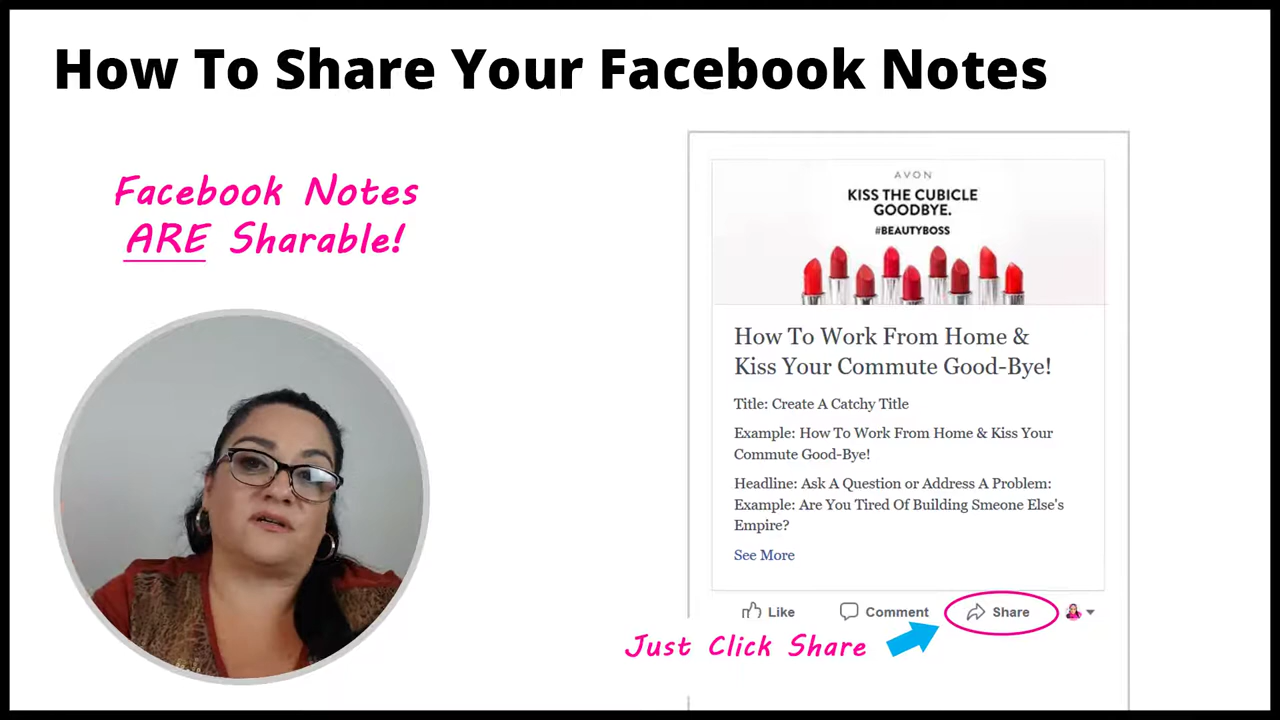 How To Share Your Facebook Notes
Facebook Notes
ARE Sharable!
AVON
KISS THE CUBICLE
GOODBYE.
#BEAUTYBOSS
How To Work From Home &
Kiss Your Commute Good-Bye!
Title: Create A Catchy Title
Example: How To Work From Home & Kiss Your
Commute Good-Bye!
Headline: Ask A Question or Address A Problem:
Example: Are You Tired Of Building Smeone Else's
Empire?
See More
Like Comment Share
Just Click Share